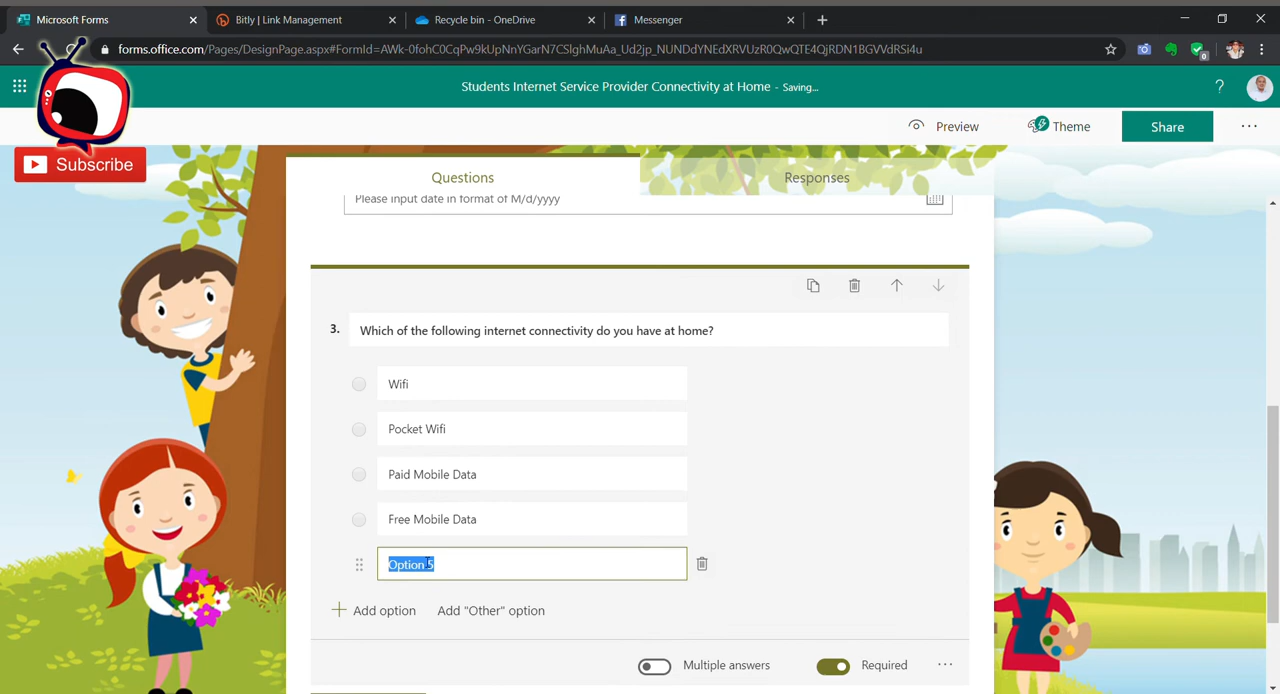 Microsoft Forms
Bitly | Link Management
Recycle bin - OneDrive
Messenger
forms.office.com/Pages/DesignPage.aspx#FormId=AWk-0fohC0CqPw9kUpNnYGarN7CSlghMuAa_Ud2jp_NUNDdYNEdXRVUzR0QwQTE4QjRDN1BGVVdRSi4u
0
Students Internet Service Provider Connectivity at Home - Saving...
?
Preview
Theme
Share
Subscribe
Questions
Responses
Please input date in format of M/d/yyyy
3. Which of the following internet connectivity do you have at home?
Wifi
Pocket Wifi
Paid Mobile Data
Free Mobile Data
Option 5
Add option
Add "Other" option
Multiple answers
Required